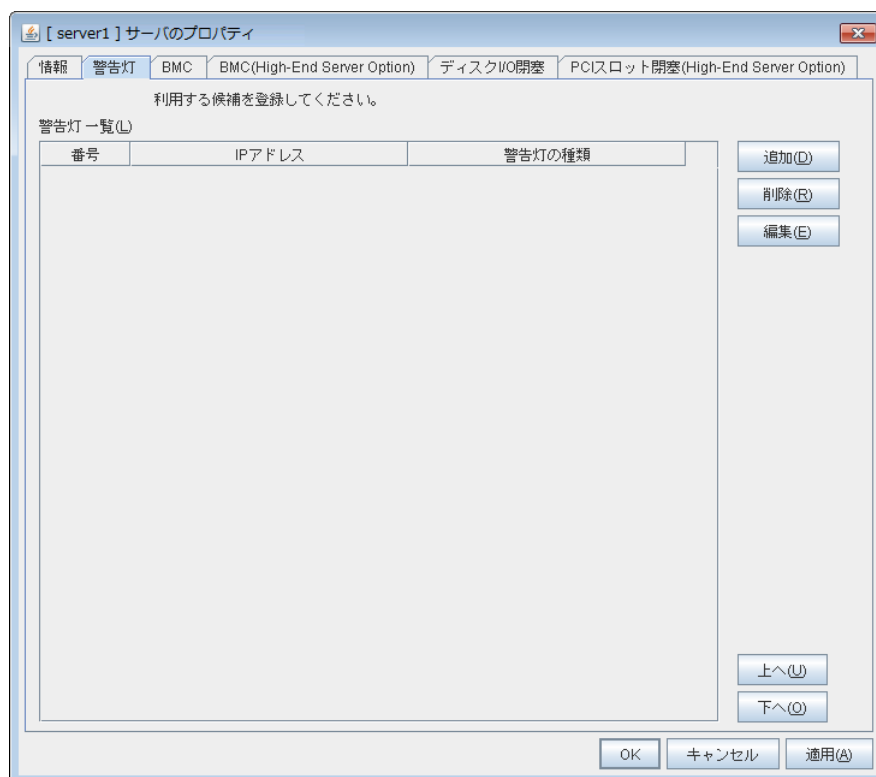 [ server1 ] サーバのプロパティ
情報 警告灯 BMC BMC(High-End Server Option) ディスクI/O閉塞 PCIスロット閉塞(High-End Server Option)
利用する候補を登録してください。
警告灯 一覧(L)
番号 IPアドレス 警告灯の種類
追加(D)
削除(R)
編集(E)
上へ(U)
下へ(O)
OK キャンセル 適用(A)